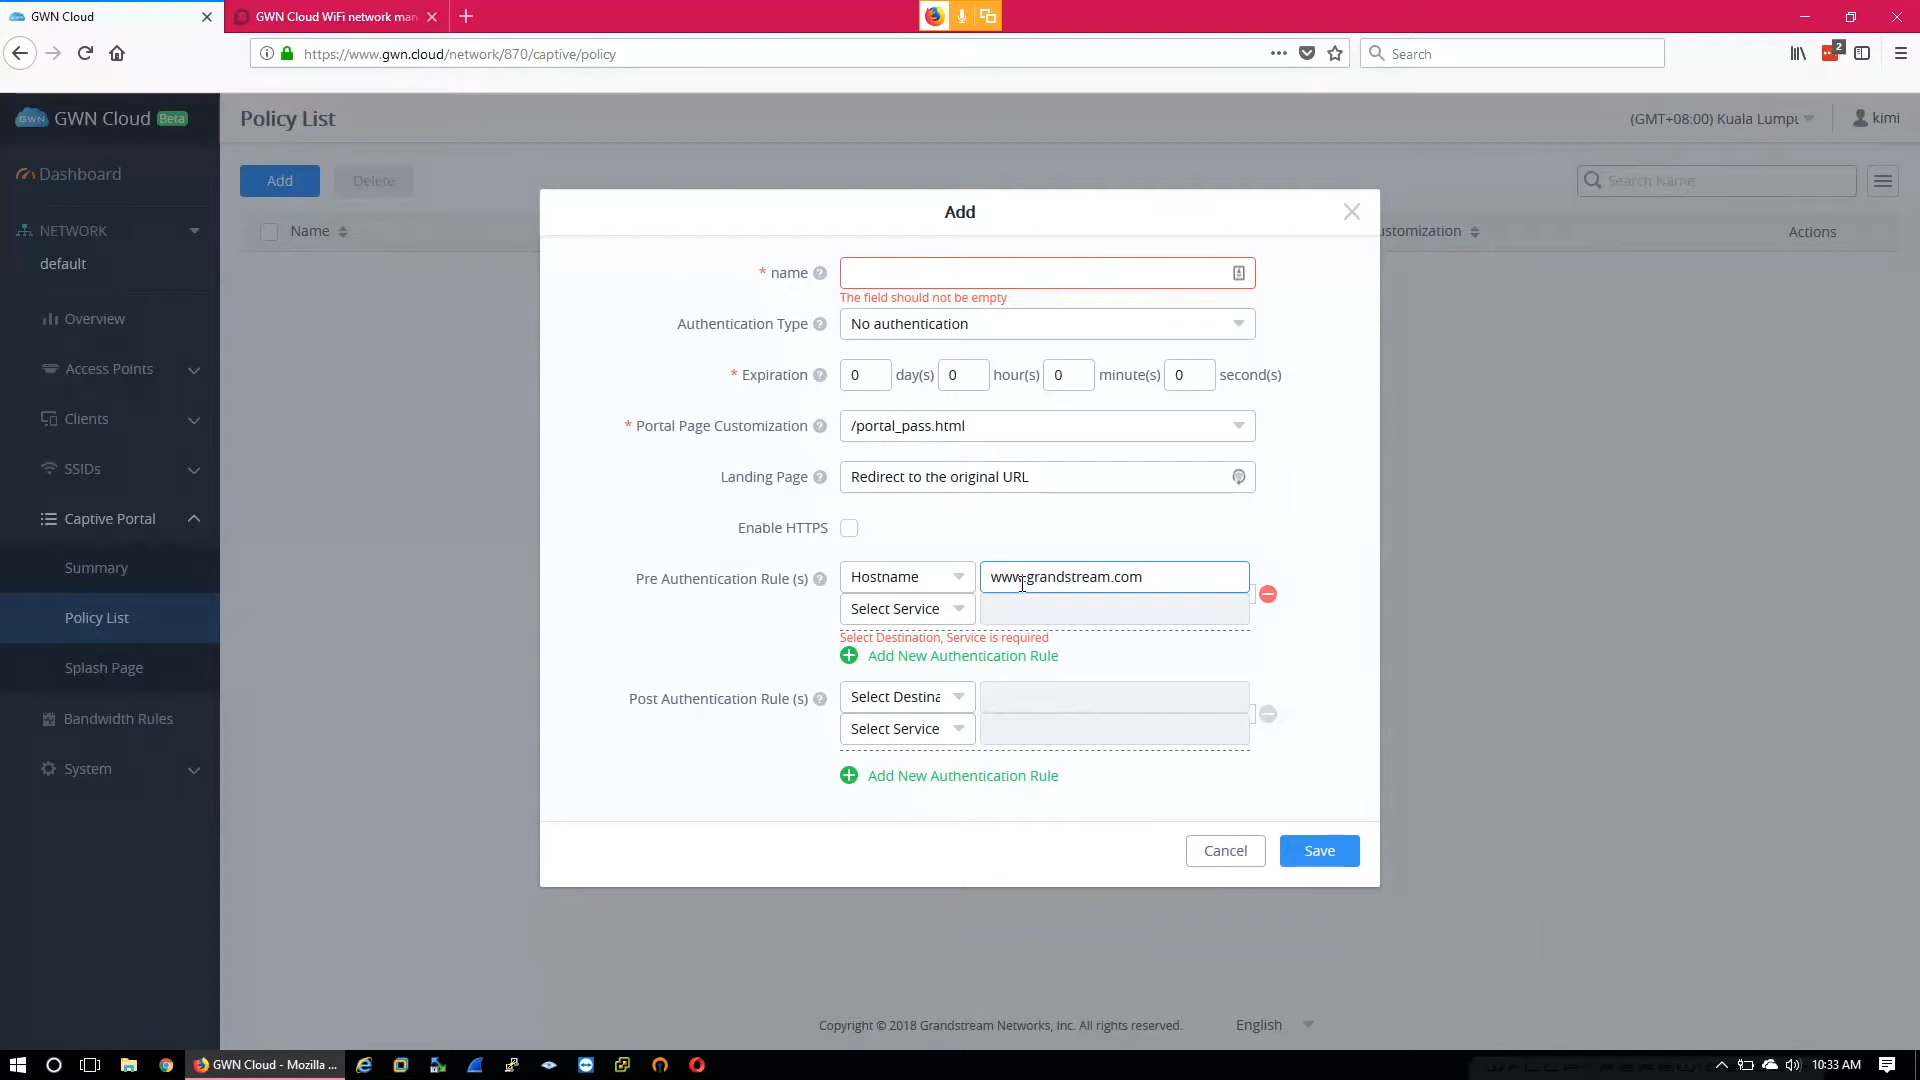 GWN Cloud
GWN Cloud WiFi network man
https://www.gwn.cloud/network/870/captive/policy
Search
2
GWN GWN Cloud Beta
Policy List
(GMT+08:00) Kuala Lumpu
kimi
Dashboard
Add
Delete
Search Name
NETWORK
Name
ustomization
Actions
default
Overview
Access Points
Clients
SSIDs
Captive Portal
Summary
Policy List
Splash Page
Bandwidth Rules
System
Add
* name
The field should not be empty
Authentication Type
No authentication
* Expiration
0 day(s) 0 hour(s) 0 minute(s) 0 second(s)
* Portal Page Customization
/portal_pass.html
Landing Page
Redirect to the original URL
Enable HTTPS
Pre Authentication Rule (s)
Hostname
www.grandstream.com
Select Service
Select Destination, Service is required
Add New Authentication Rule
Post Authentication Rule (s)
Select Destina
Select Service
Add New Authentication Rule
Cancel
Save
Copyright © 2018 Grandstream Networks, Inc. All rights reserved.
English
GWN Cloud - Mozilla ...
10:33 AM